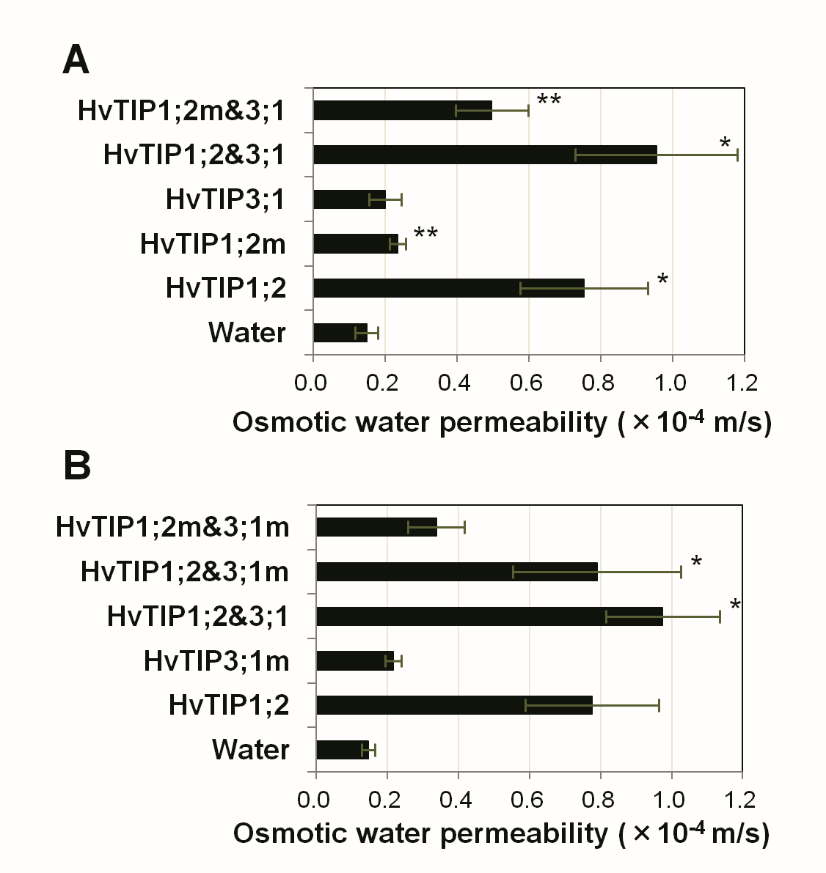 A
HvTIP1;2m&3;1
**
HvTIP1;2&3;1
*
HvTIP3;1
HvTIP1;2m
**
HvTIP1;2
*
Water
0.0 0.2 0.4 0.6 0.8 1.0 1.2
Osmotic water permeability (×10-4 m/s)
B
HvTIP1;2m&3;1m
HvTIP1;2&3;1m
*
HvTIP1;2&3;1
*
HvTIP3;1m
HvTIP1;2
Water
0.0 0.2 0.4 0.6 0.8 1.0 1.2
Osmotic water permeability (×10-4 m/s)